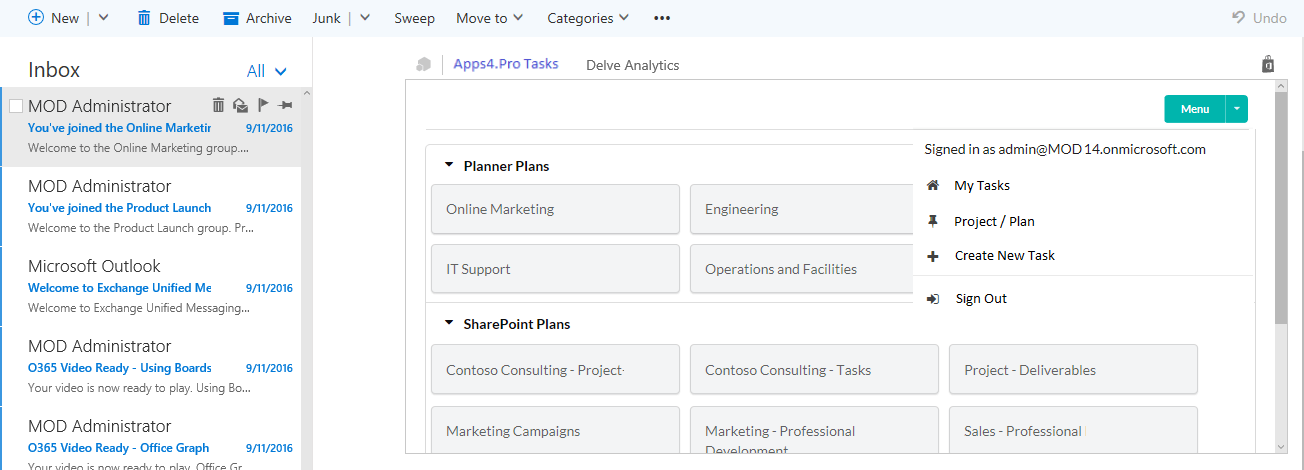 New
Delete
Archive
Junk
Sweep
Move to
Categories
Undo
Inbox
All
MOD Administrator
You've joined the Online Marketir
9/11/2016
Welcome to the Online Marketing group....
MOD Administrator
You've joined the Product Launch
9/11/2016
Welcome to the Product Launch group. Pr...
Microsoft Outlook
Welcome to Exchange Unified Me
9/11/2016
Welcome to Exchange Unified Messaging...
MOD Administrator
O365 Video Ready - Using Boards
9/11/2016
Your video is now ready to play. Using Bo...
MOD Administrator
O365 Video Ready - Office Graph
9/11/2016
Your video is now ready to play. Office Gr
Apps4.Pro Tasks
Delve Analytics
Menu
Signed in as admin@MOD14.onmicrosoft.com
My Tasks
Project / Plan
Create New Task
Sign Out
Planner Plans
Online Marketing
Engineering
IT Support
Operations and Facilities
SharePoint Plans
Contoso Consulting - Project-
Contoso Consulting - Tasks
Project - Deliverables
Marketing Campaigns
Marketing - Professional
Development
Sales - Professional